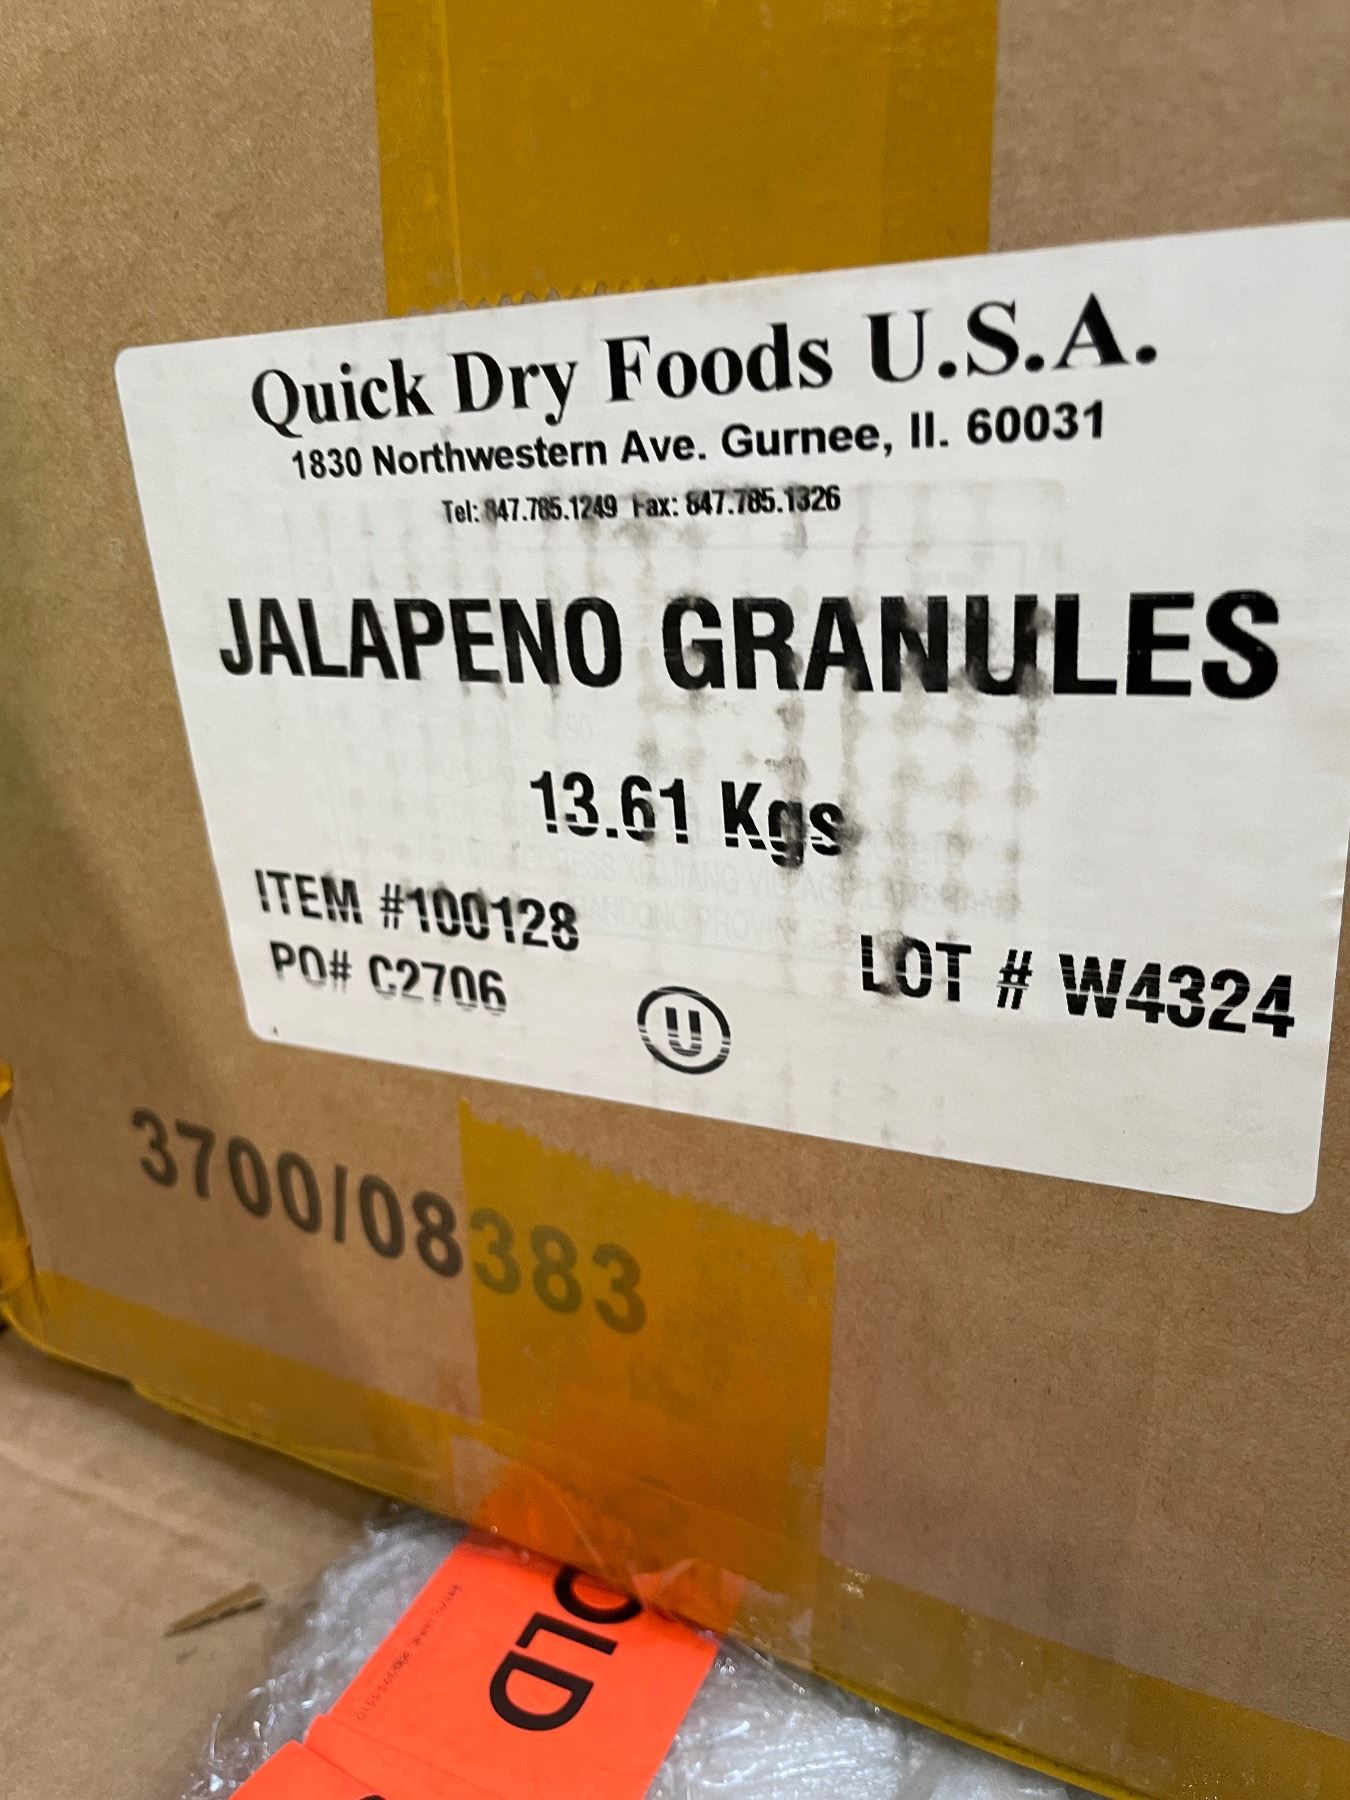 Quick Dry Foods U.S.A.
1830 Northwestern Ave. Gurnee, Il. 60031
Tel: 847.785.1249 Fax: 847.785.1326
JALAPENO GRANULES
13.61 Kgs
ITEM #100128
PO# C2706
LOT # W4324
U
3700/08383
OLD